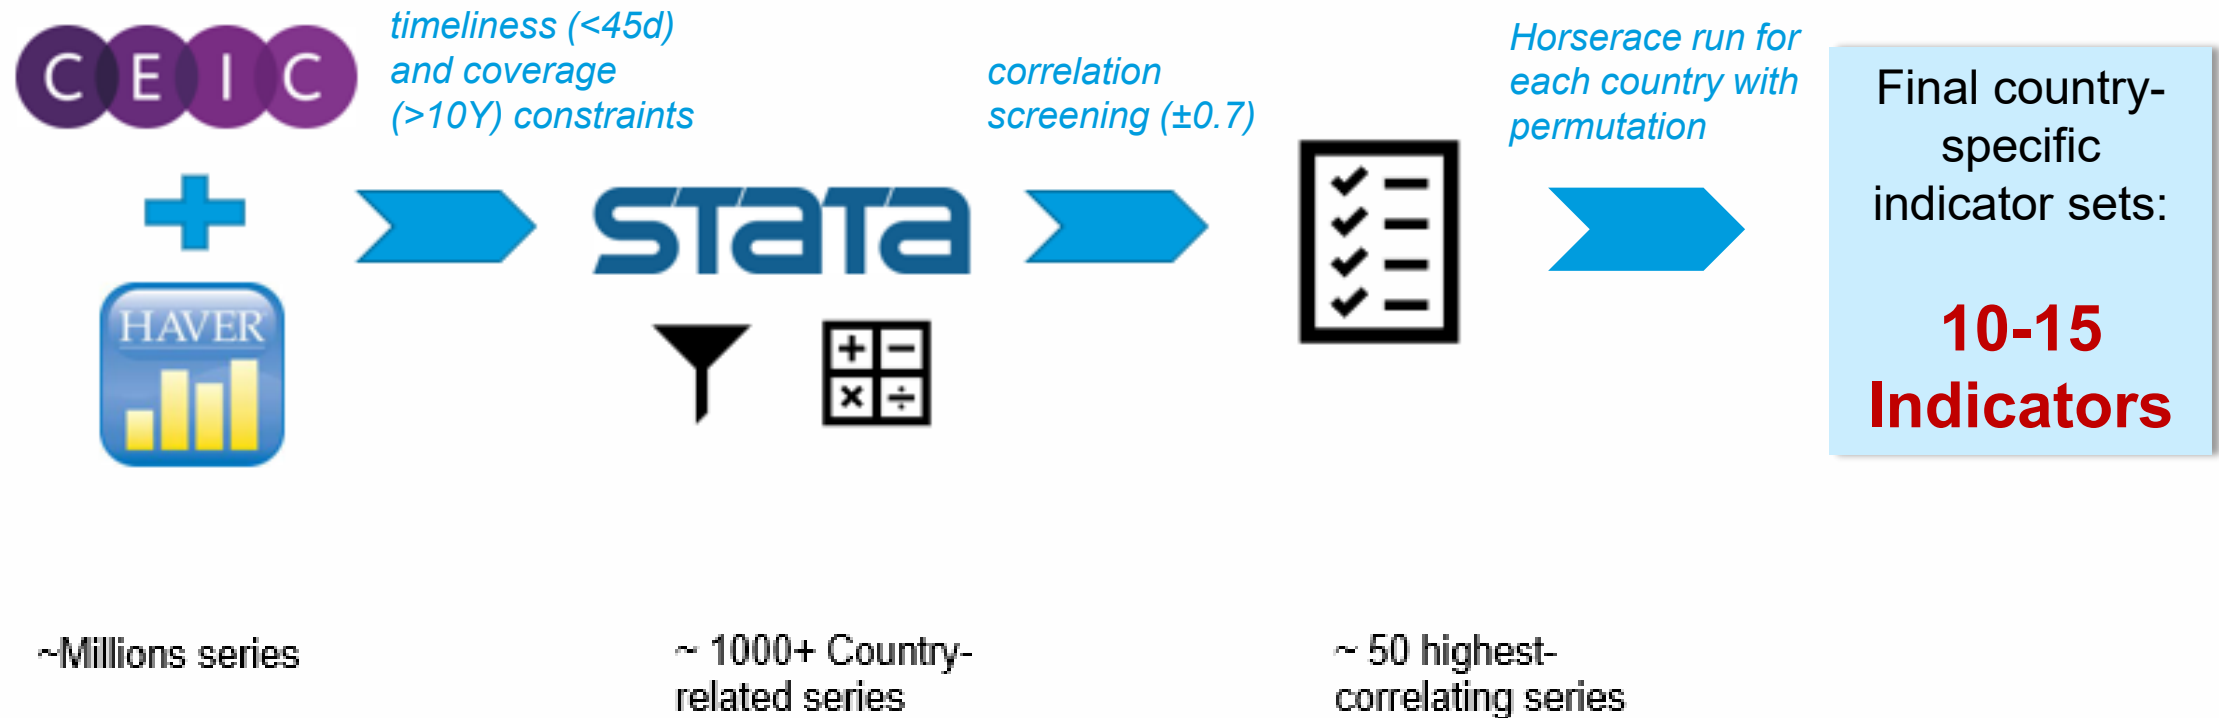 CEIC
timeliness (<45d)
and coverage
(>10Y) constraints
HAVER
STATA
correlation
screening (±0.7)
Horserace run for
each country with
permutation
Final country-
specific
indicator sets:
10-15
Indicators
~Millions series
~ 1000+ Country-
related series
~ 50 highest-
correlating series